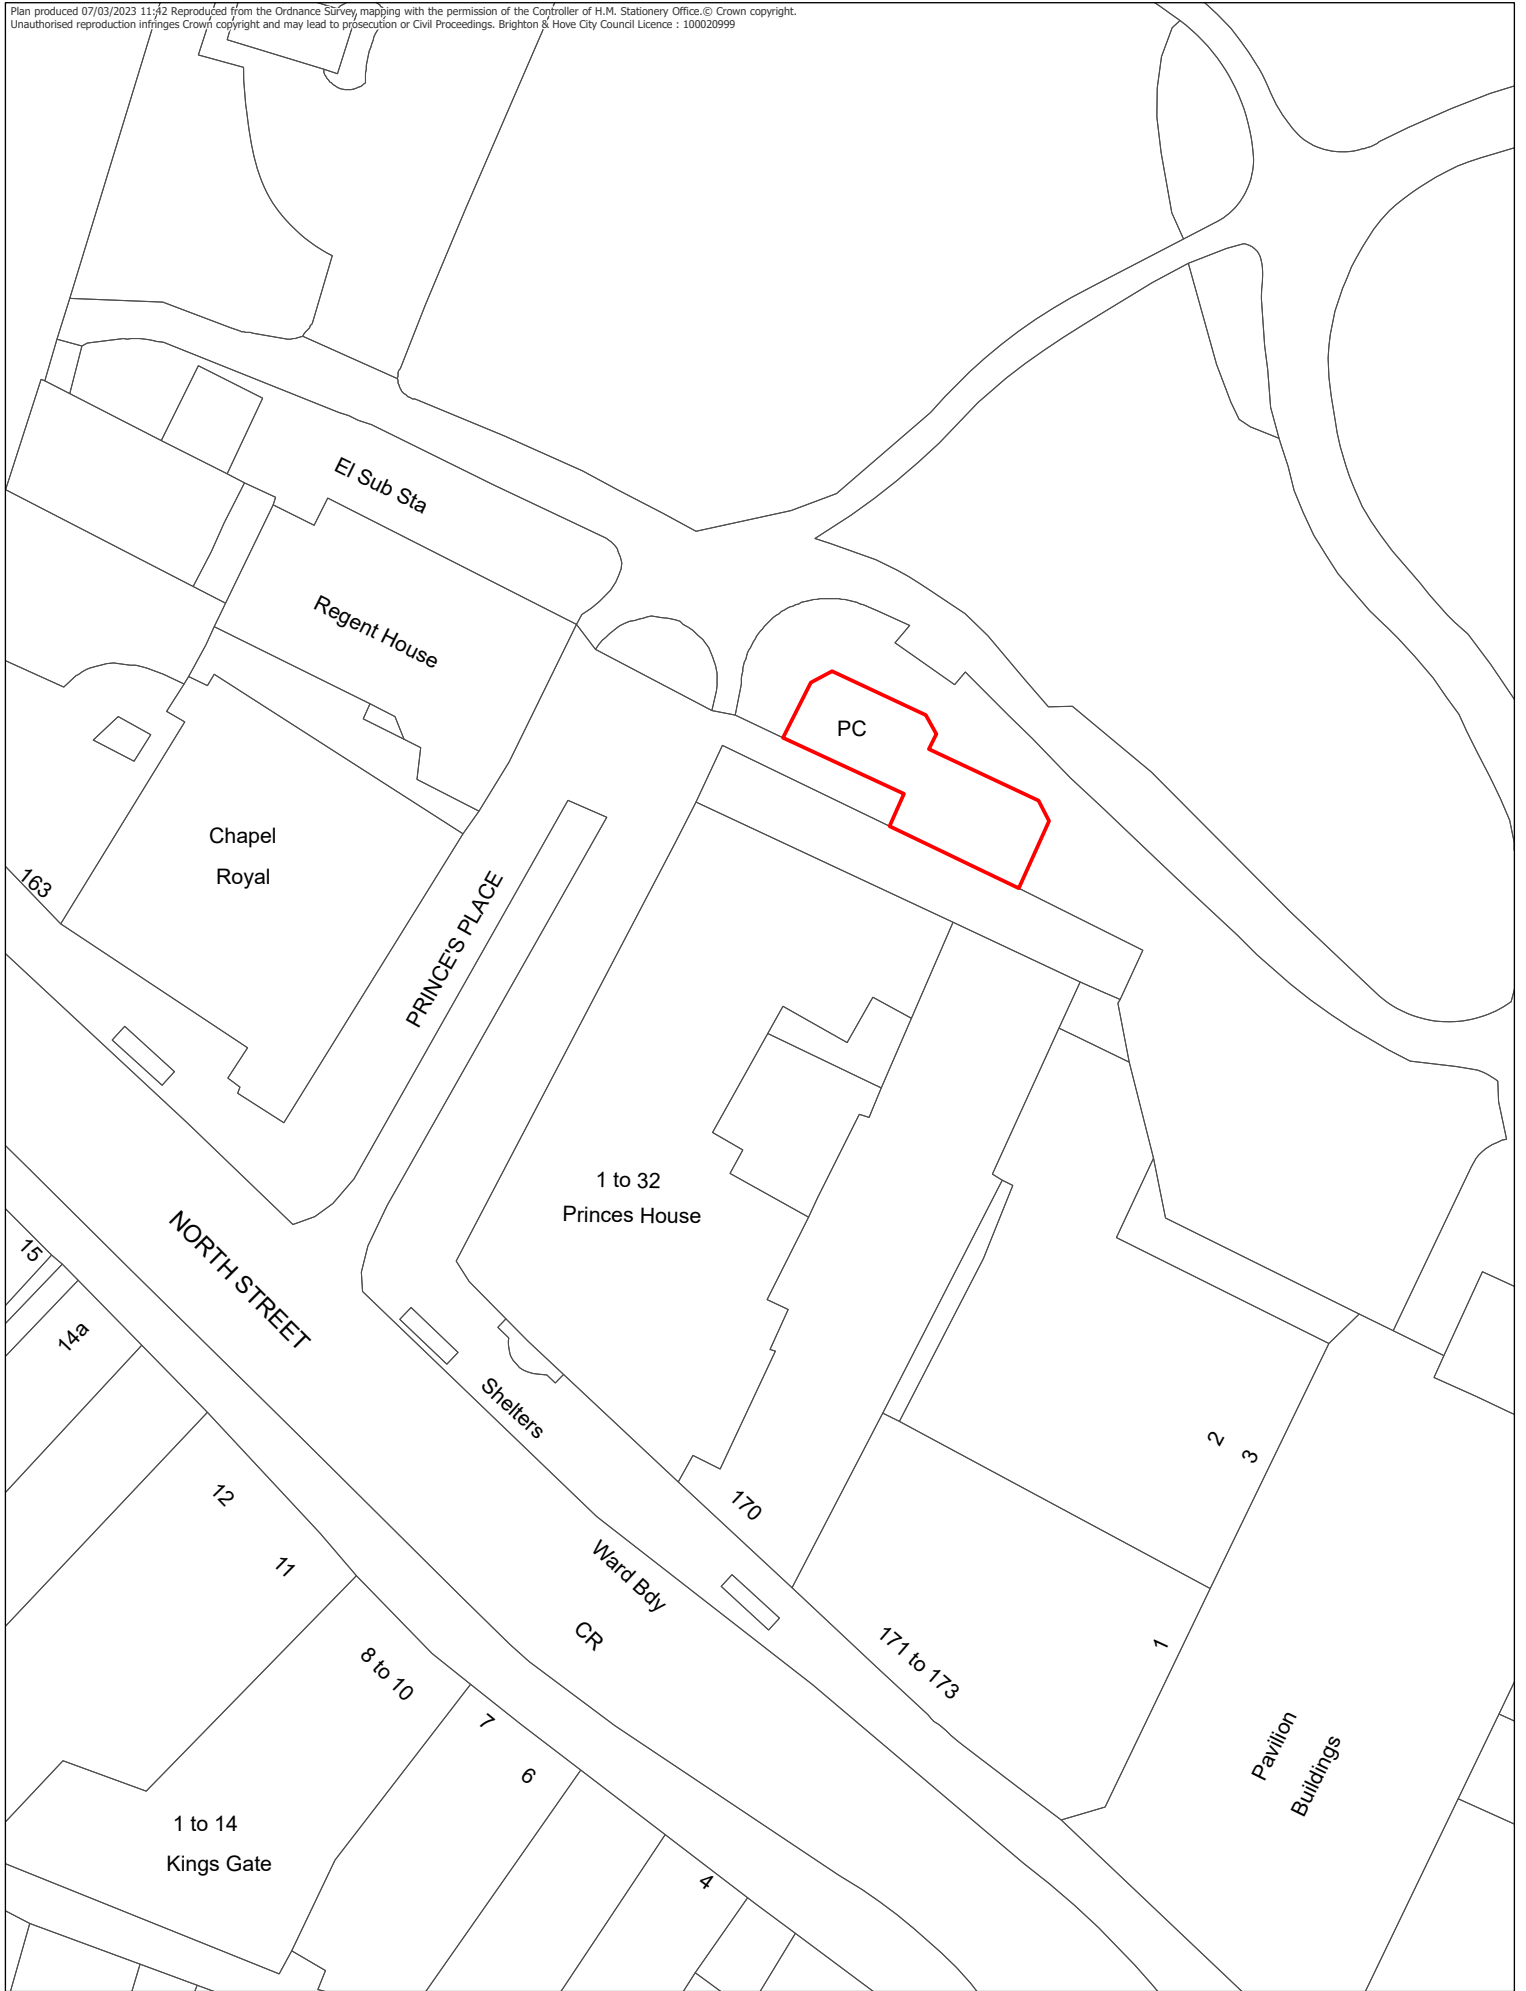 Plan produced 07/03/2023 11:42 Reproduced from the Ordnance Survey mapping with the permission of the Controller of H.M. Stationery Office.© Crown copyright.
Unauthorised reproduction infringes Crown copyright and may lead to prosecution or Civil Proceedings. Brighton & Hove City Council Licence : 100020999
El Sub Sta
Regent House
PC
Chapel
Royal
163
PRINCE'S PLACE
1 to 32
Princes House
NORTH STREET
15
14a
Shelters
2
3
12
170
11
Ward Bdy
CR
8 to 10
171 to 173
1
7
6
Pavilion
Buildings
1 to 14
Kings Gate
4